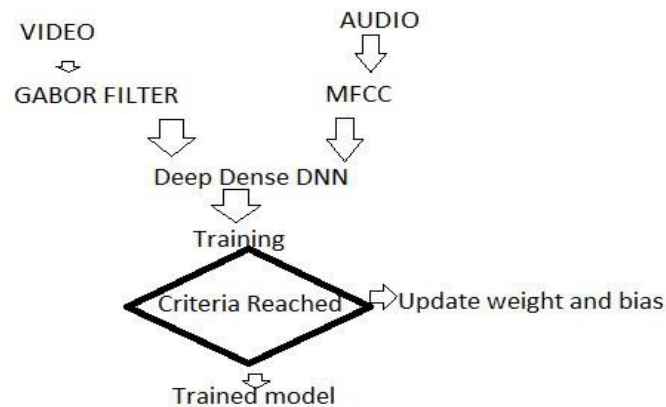 VIDEO
AUDIO
GABOR FILTER
MFCC
Deep Dense DNN
Training
Criteria Reached
Update weight and bias
Trained model